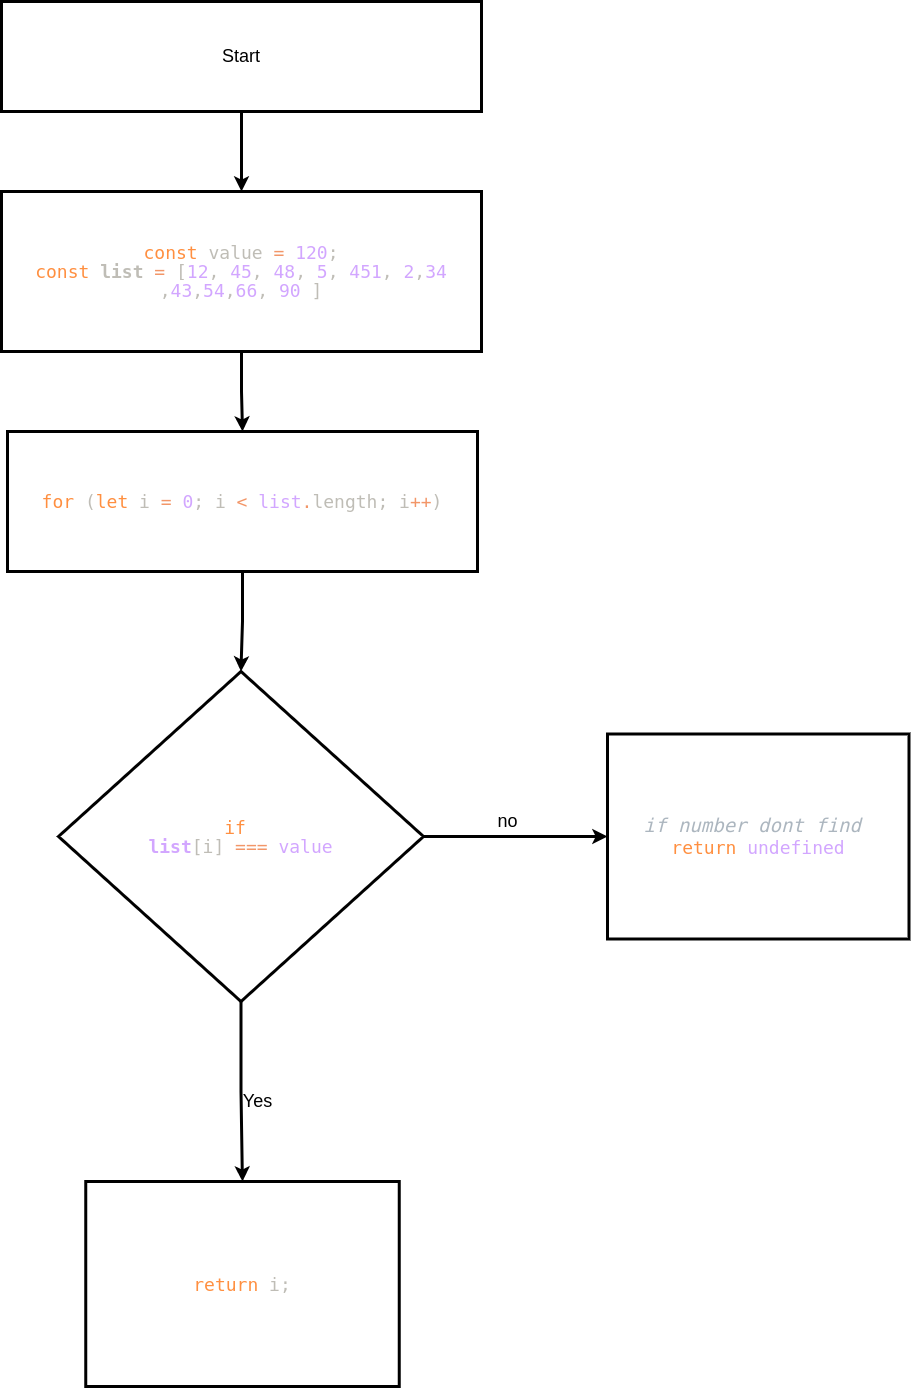 Start
const value = 120;
const list = [12, 45, 48, 5, 451, 2,34
,43,54,66, 90 ]
for (let i = 0; i < list.length; i++)
if
list[i] === value
no
if number dont find
return undefined
Yes
return i;